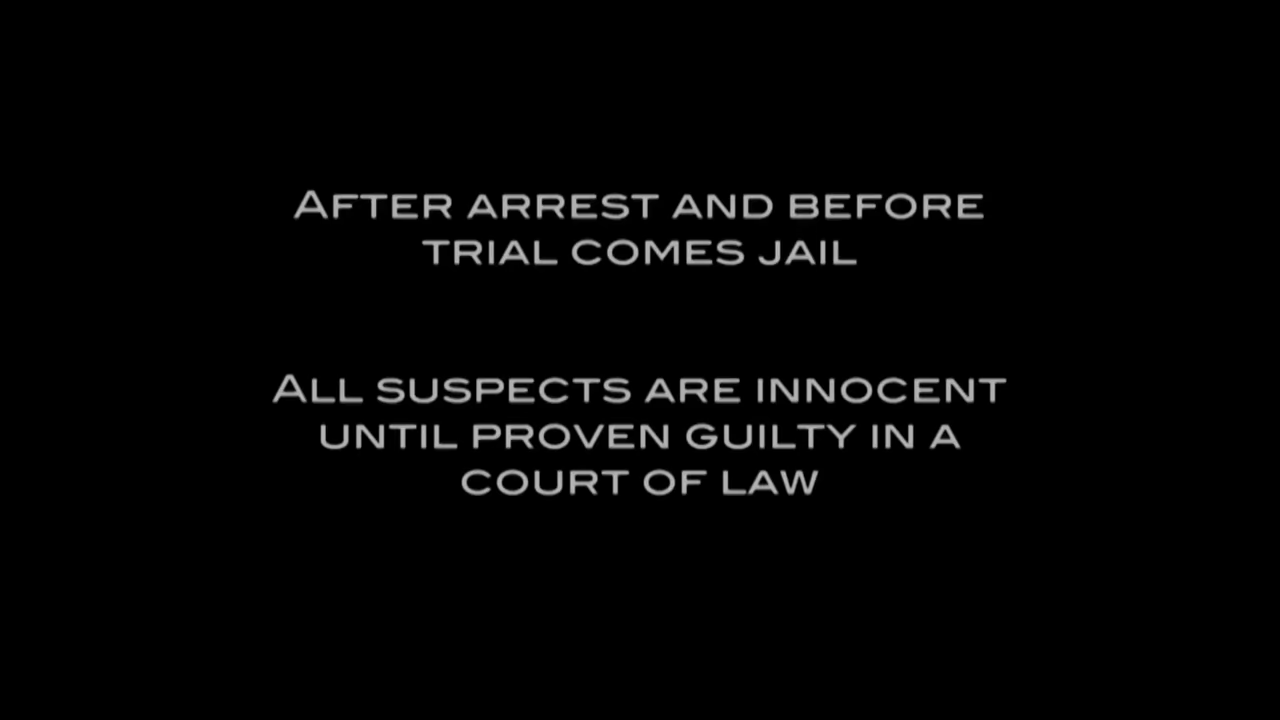 After arrest and before
trial comes jail
All suspects are innocent
until proven guilty in a
court of law